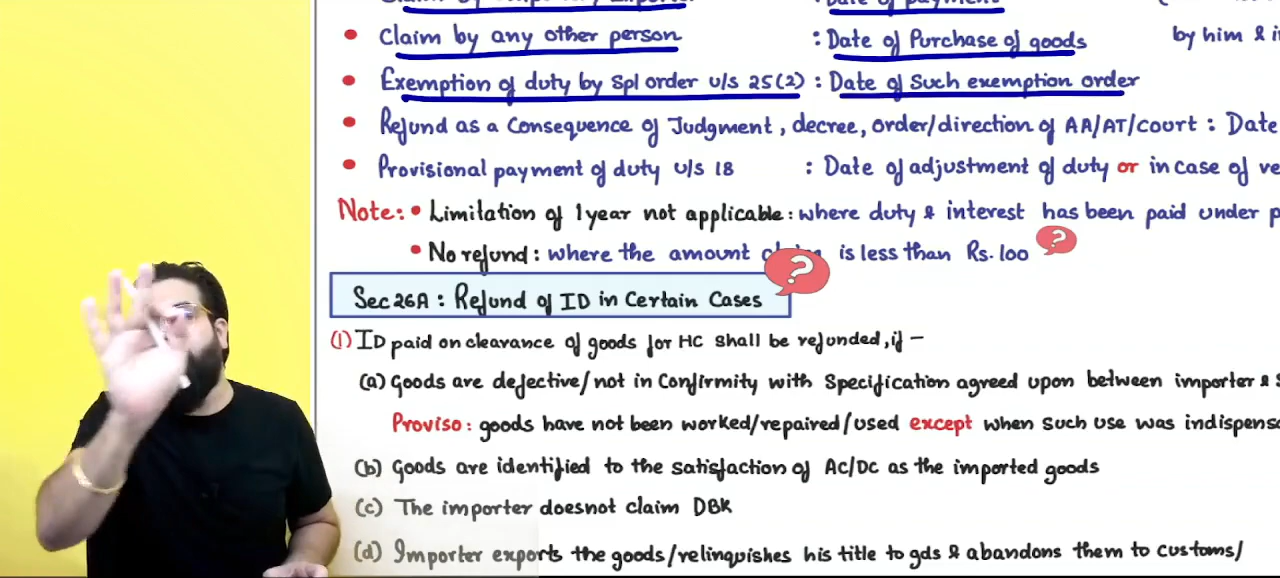 • Claim by any other person : Date of Purchase of goods by him &
• Exemption of duty by Spl order u/s 25(2) : Date of Such exemption order
• Refund as a Consequence of Judgment, decree, order/direction of AA/AT/court : Date
• Provisional payment of duty u/s 18 : Date of adjustment of duty or in case of
Note: • Limitation of 1 year not applicable: where duty & interest has been paid under
• No refund: where the amount is less than Rs. 100 ?
Sec 26A : Refund of ID in Certain Cases ?
(1) ID paid on clearance of goods for HC shall be refunded, if –
(a) Goods are defective/not in Confirmity with Specification agreed upon between importer &
Proviso: goods have not been worked/repaired/used except when Such use was
(b) Goods are identified to the satisfaction of AC/DC as the imported goods
(c) The importer doesnot claim DBK
(d) Importer exports the goods/relinquishes his title to gds & abandons them to customs/